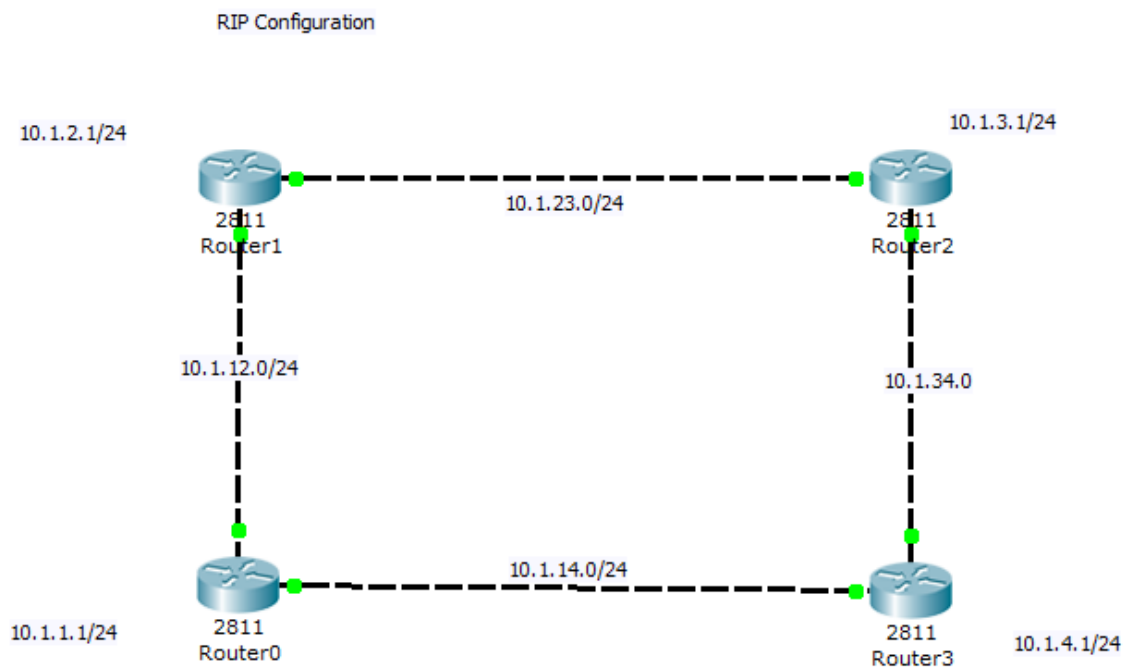 RIP Configuration
10.1.2.1/24
10.1.3.1/24
10.1.23.0/24
2811
Router1
2811
Router2
10.1.12.0/24
10.1.34.0
10.1.14.0/24
2811
Router0
2811
Router3
10.1.1.1/24
10.1.4.1/24